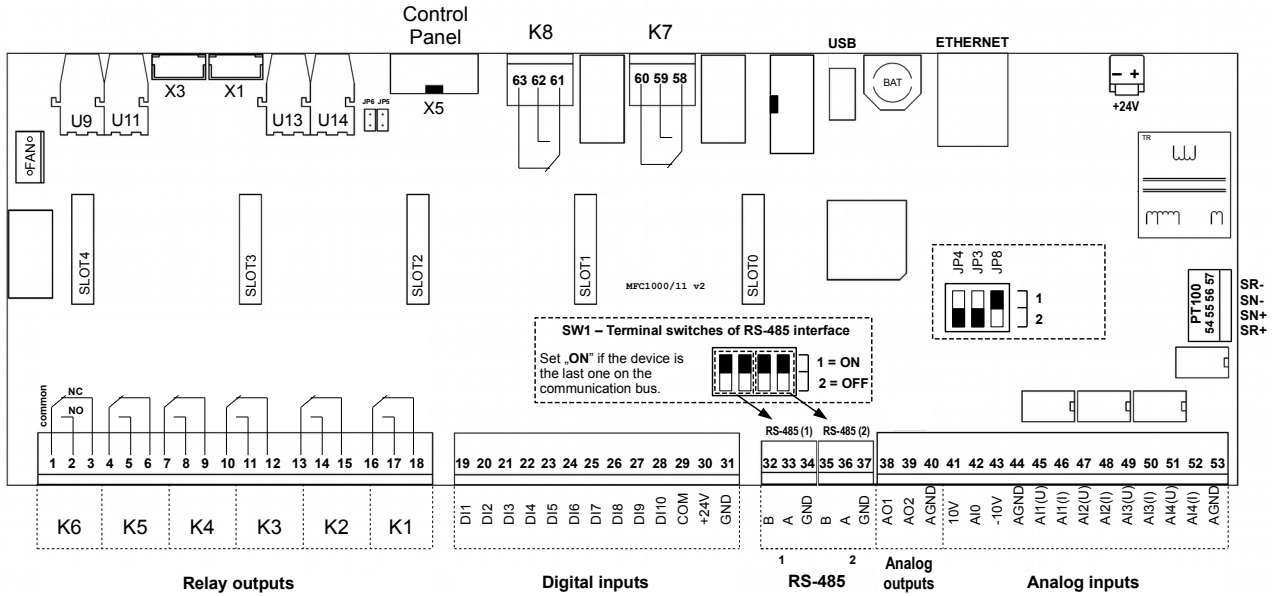 Control
Panel
K8
K7
USB
ETHERNET
63 62 61
60 59 58
BAT
- +
+24V
X3
X1
X5
JP6 JP5
U9
U11
U13
U14
FAN
TR
SLOT4
SLOT3
SLOT2
SLOT1
SLOT0
MFC1000/11 v2
JP4
JP3
JP8
1
2
PT100
54 55 56 57
SR-
SN-
SN+
SR+
SW1 – Terminal switches of RS-485 interface
Set „ON” if the device is
the last one on the
communication bus.
1 = ON
2 = OFF
RS-485 (1)
RS-485 (2)
common
NC
NO
1 2 3 4 5 6 7 8 9 10 11 12 13 14 15 16 17 18
19 20 21 22 23 24 25 26 27 28 29 30 31
32 33 34 35 36 37
38 39 40 41 42 43 44 45 46 47 48 49 50 51 52 53
K6
K5
K4
K3
K2
K1
DI1
DI2
DI3
DI4
DI5
DI6
DI7
DI8
DI9
DI10
COM
+24V
GND
B
A
GND
B
A
GND
AO1
AO2
AGND
10V
AI0
-10V
AGND
AI1(U)
AI1(I)
AI2(U)
AI2(I)
AI3(U)
AI3(I)
AI4(U)
AI4(I)
AGND
1
2
Relay outputs
Digital inputs
RS-485
Analog
outputs
Analog inputs